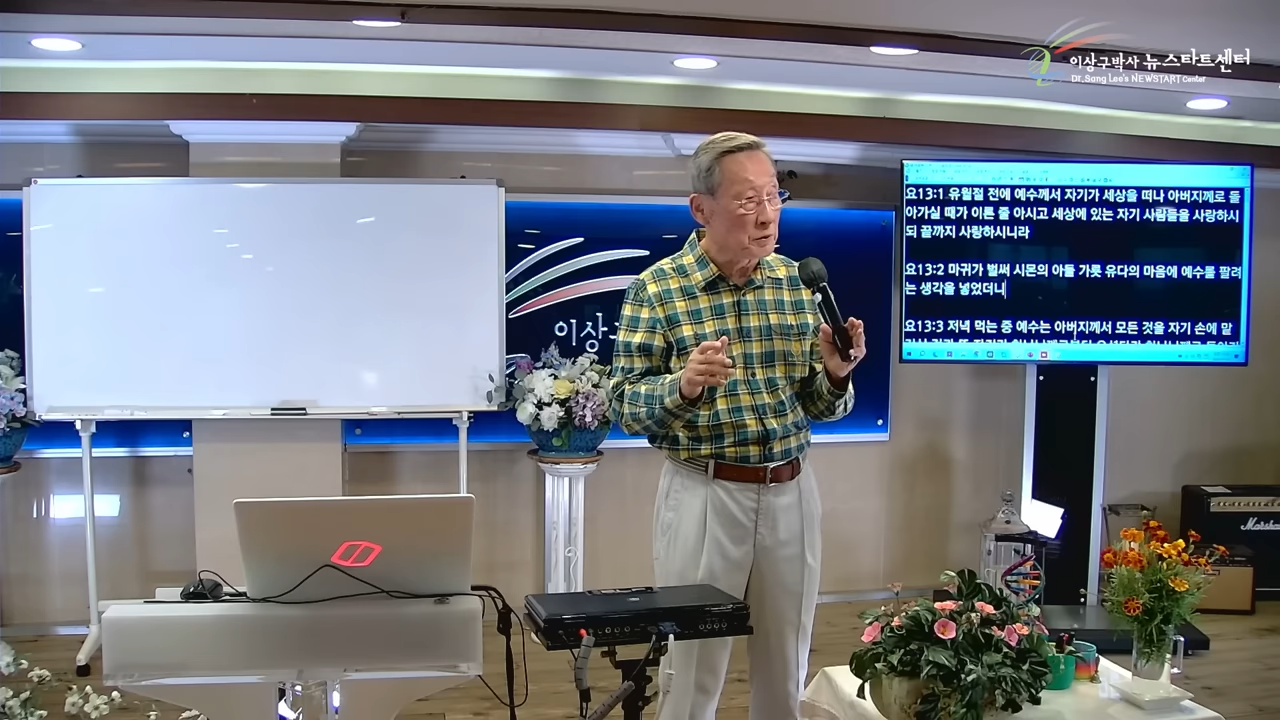 이상구박사 뉴스타트센터
Dr.Sang Lee's NEWSTART Center
요13:1 유월절 전에 예수께서 자기가 세상을 떠나 아버지께로 돌
아가실 때가 이른 줄 아시고 세상에 있는 자기 사람들을 사랑하시
되 끝까지 사랑하시니라
요13:2 마귀가 벌써 시몬의 아들 가룟 유다의 마음에 예수를 팔려
는 생각을 넣었더니
요13:3 저녁 먹는 중 예수는 아버지께서 모든 것을 자기 손에 맡
이상구
Marshall